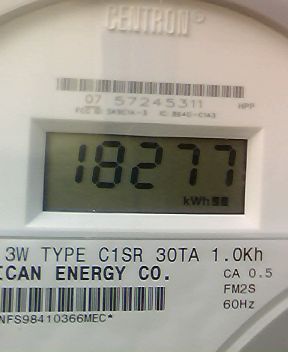 CENTRON®
07 57245311 HPP
18277
kWh
3W TYPE C1SR 30TA 1.0Kh
ICAN ENERGY CO. CA 0.5
FM2S
60Hz
NFS98410366MEC*